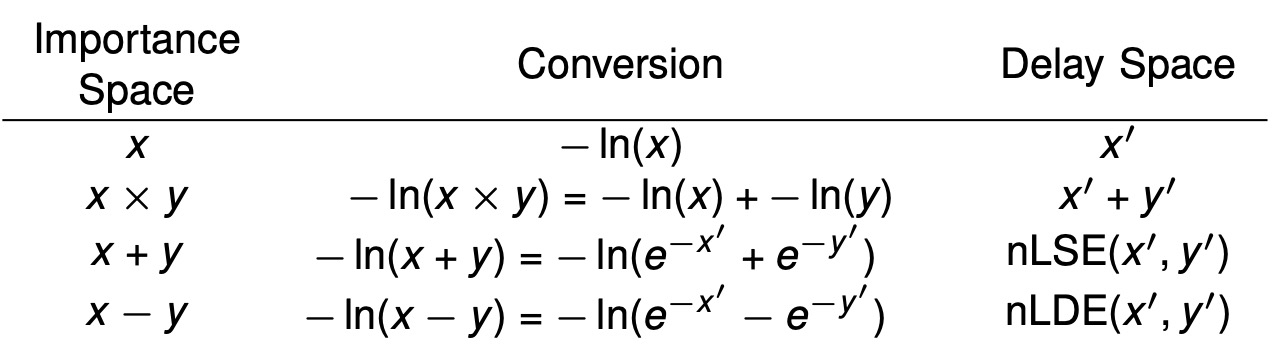 Importance Space Conversion Delay Space
x − ln(x) x′
x × y − ln(x × y) = − ln(x) + − ln(y) x′ + y′
x + y − ln(x + y) = − ln(e^{−x′} + e^{−y′}) nLSE(x′, y′)
x − y − ln(x − y) = − ln(e^{−x′} − e^{−y′}) nLDE(x′, y′)